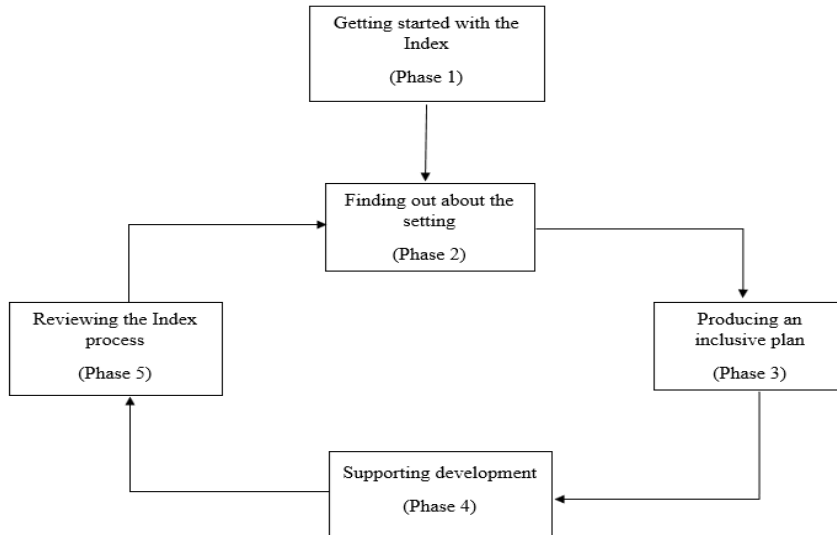 Getting started with the
Index
(Phase 1)
Finding out about the
setting
(Phase 2)
Reviewing the Index
process
(Phase 5)
Producing an
inclusive plan
(Phase 3)
Supporting development
(Phase 4)